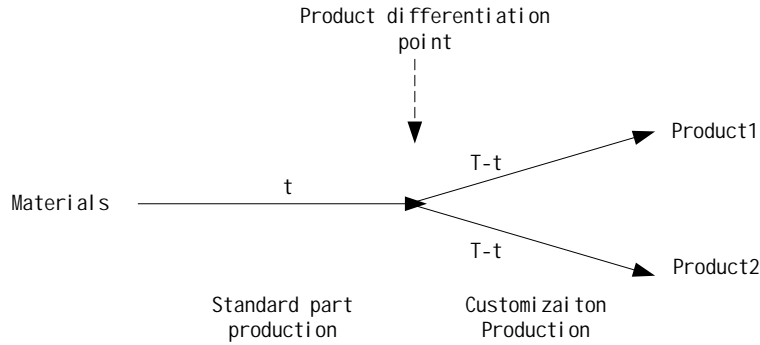 Product differentiation
point
Product1
T-t
t
Materials
T-t
Product2
Standard part
production
Customizaiton
Production